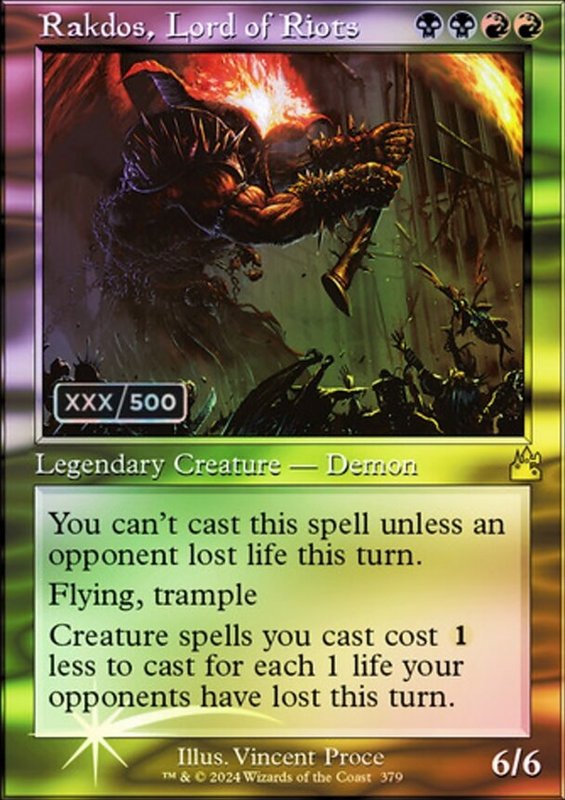 Rakdos, Lord of Riots
XXX/500
Legendary Creature — Demon
You can't cast this spell unless an
opponent lost life this turn.
Flying, trample
Creature spells you cast cost 1
less to cast for each 1 life your
opponents have lost this turn.
Illus. Vincent Proce
™ & © 2024 Wizards of the Coast 379
6/6